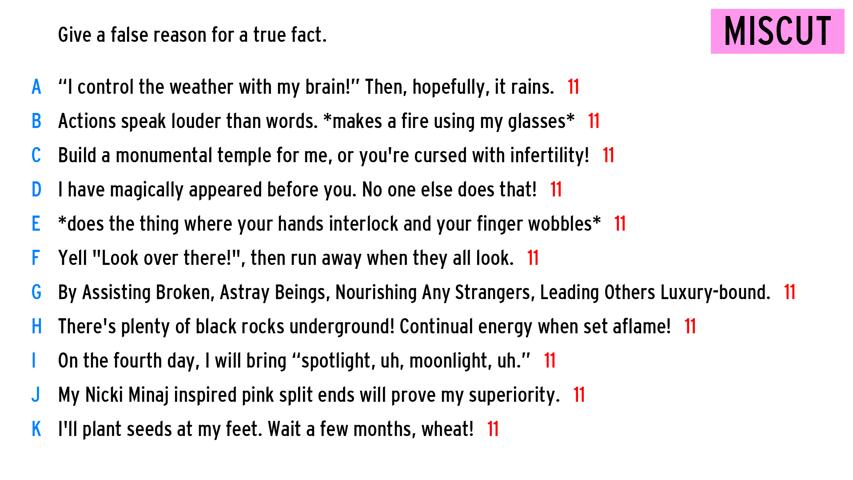 Give a false reason for a true fact.
MISCUT
A “I control the weather with my brain!” Then, hopefully, it rains. 11
B Actions speak louder than words. *makes a fire using my glasses* 11
C Build a monumental temple for me, or you're cursed with infertility! 11
D I have magically appeared before you. No one else does that! 11
E *does the thing where your hands interlock and your finger wobbles* 11
F Yell "Look over there!", then run away when they all look. 11
G By Assisting Broken, Astray Beings, Nourishing Any Strangers, Leading Others Luxury-bound. 11
H There's plenty of black rocks underground! Continual energy when set aflame! 11
I On the fourth day, I will bring “spotlight, uh, moonlight, uh.” 11
J My Nicki Minaj inspired pink split ends will prove my superiority. 11
K I'll plant seeds at my feet. Wait a few months, wheat! 11